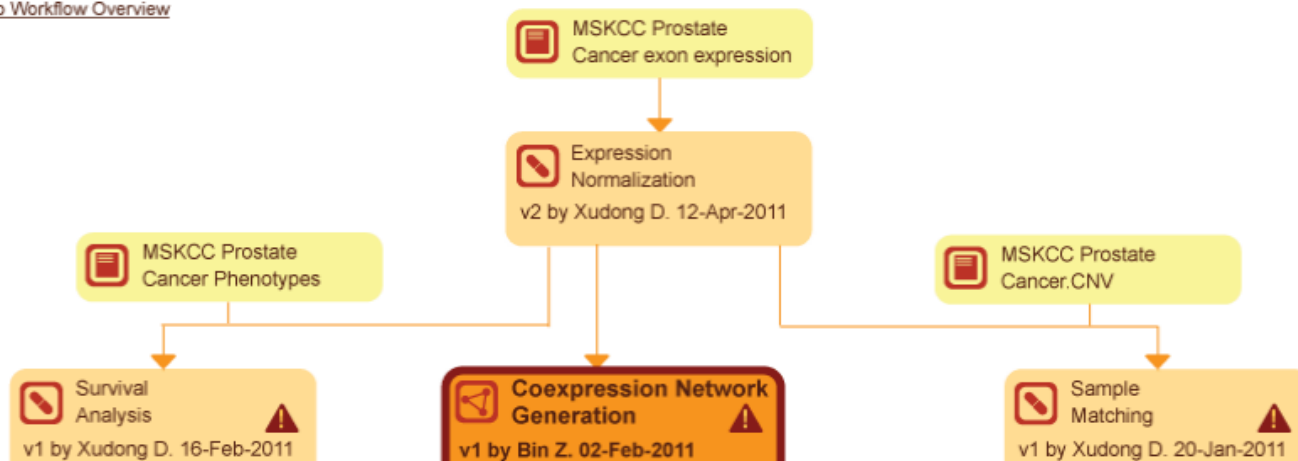 Workflow Overview
MSKCC Prostate
Cancer exon expression
Expression
Normalization
v2 by Xudong D. 12-Apr-2011
MSKCC Prostate
Cancer Phenotypes
MSKCC Prostate
Cancer.CNV
Survival
Analysis
v1 by Xudong D. 16-Feb-2011
Coexpression Network
Generation
v1 by Bin Z. 02-Feb-2011
Sample
Matching
v1 by Xudong D. 20-Jan-2011